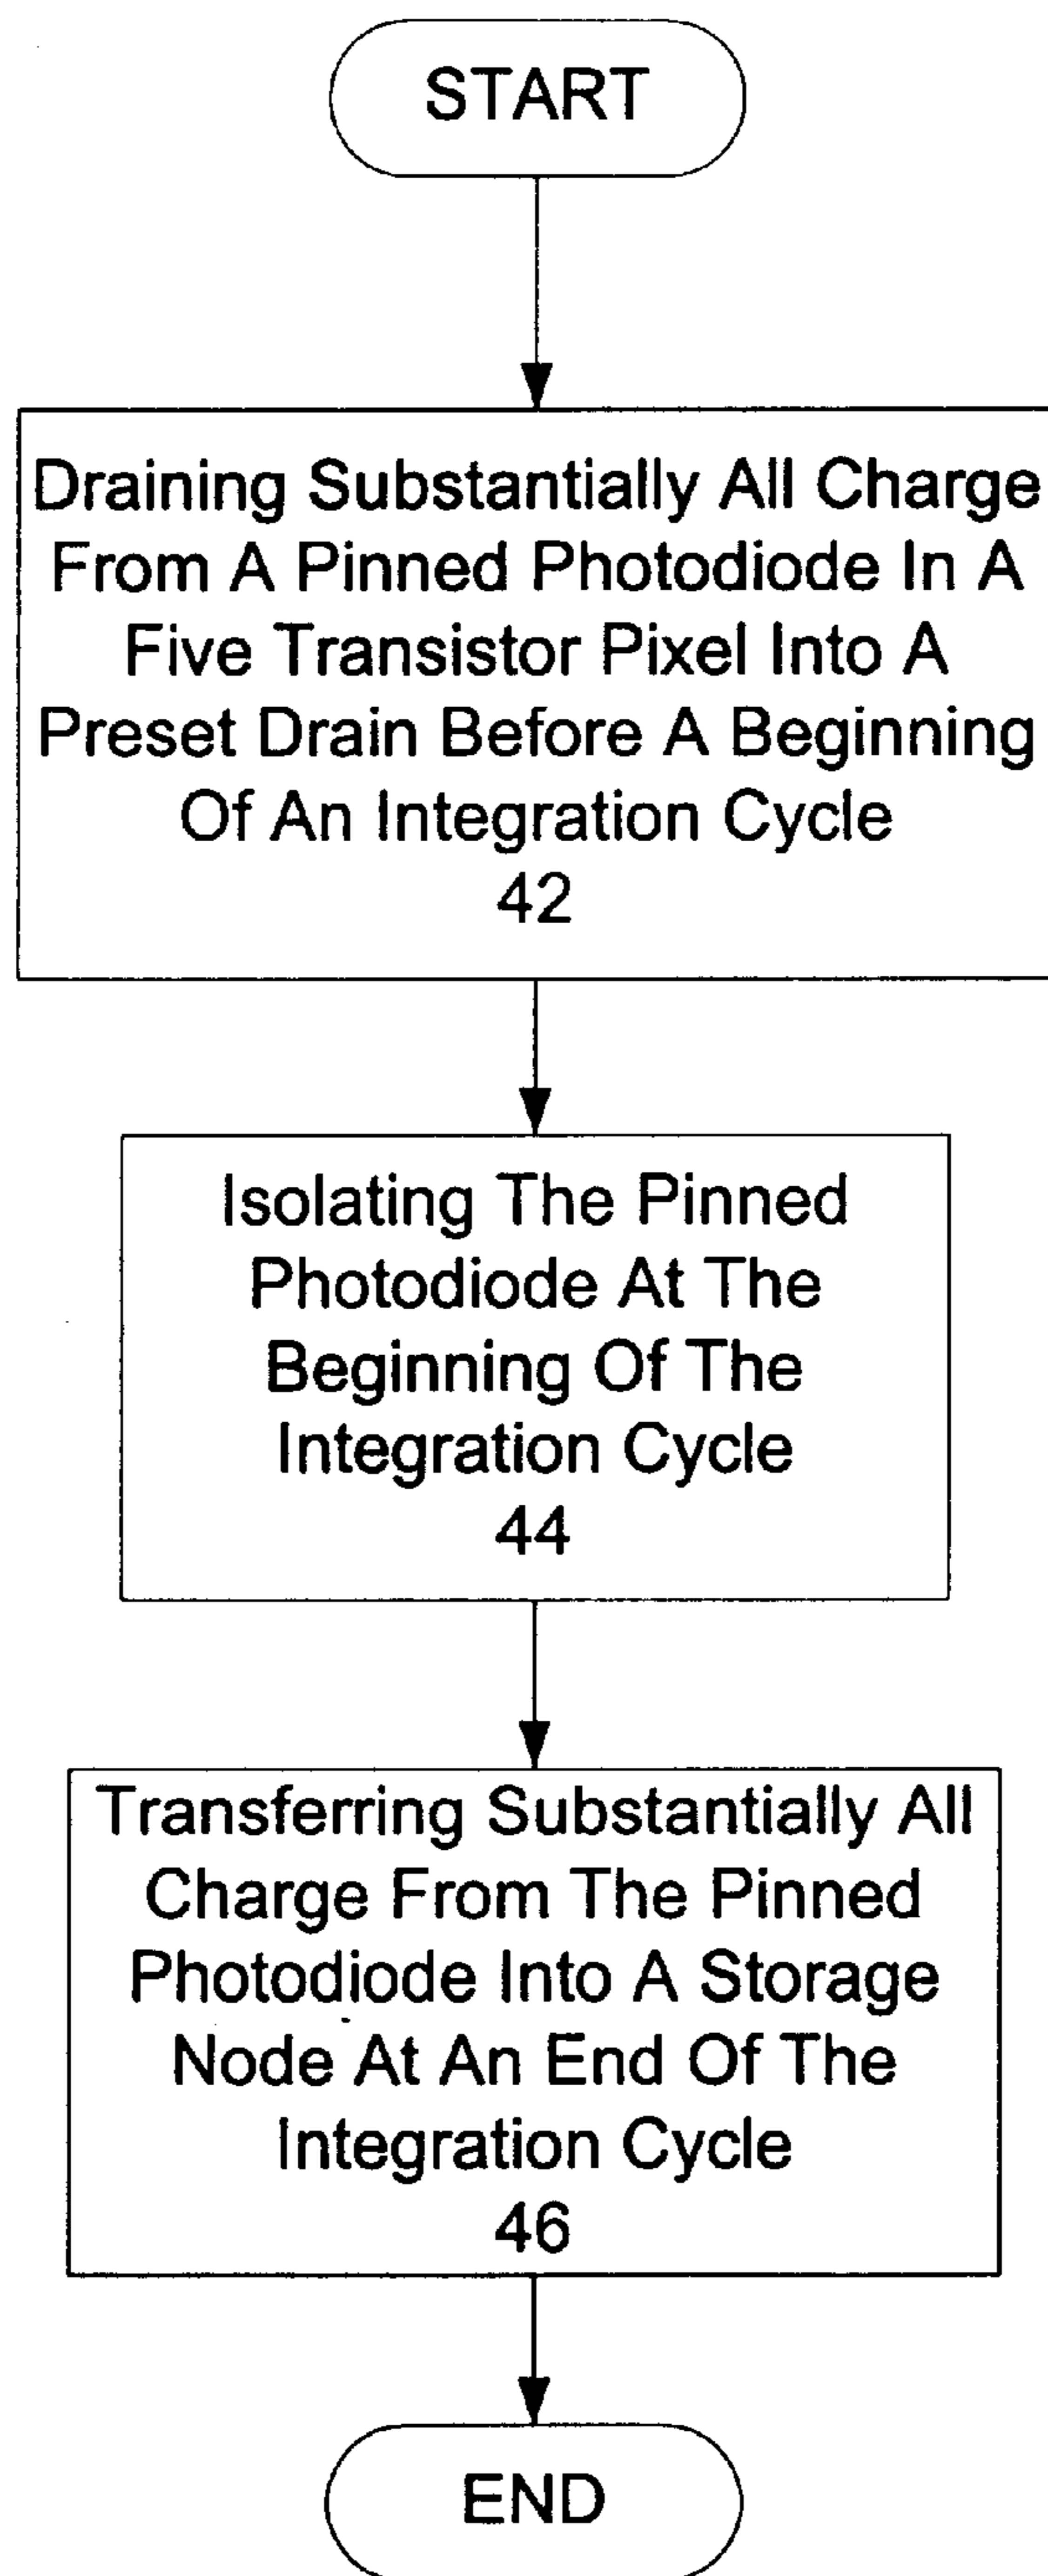 START
Draining Substantially All Charge
From A Pinned Photodiode In A
Five Transistor Pixel Into A
Preset Drain Before A Beginning
Of An Integration Cycle
42
Isolating The Pinned
Photodiode At The
Beginning Of The
Integration Cycle
44
Transferring Substantially All
Charge From The Pinned
Photodiode Into A Storage
Node At An End Of The
Integration Cycle
46
END